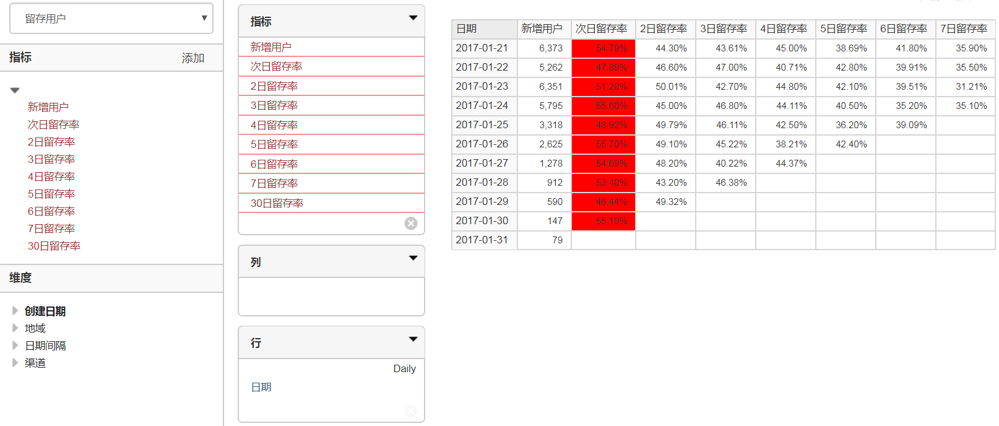 留存用户
指标 添加
新增用户
次日留存率
2日留存率
3日留存率
4日留存率
5日留存率
6日留存率
7日留存率
30日留存率
维度
创建日期
地域
日期间隔
渠道
指标
新增用户
次日留存率
2日留存率
3日留存率
4日留存率
5日留存率
6日留存率
7日留存率
30日留存率
列
行
Daily
日期
日期 新增用户 次日留存率 2日留存率 3日留存率 4日留存率 5日留存率 6日留存率 7日留存率
2017-01-21 6,373 54.79% 44.30% 43.61% 45.00% 38.69% 41.80% 35.90%
2017-01-22 5,262 47.89% 46.60% 47.00% 40.71% 42.80% 39.91% 35.50%
2017-01-23 6,351 51.20% 50.01% 42.70% 44.80% 42.10% 39.51% 31.21%
2017-01-24 5,795 55.60% 45.00% 46.80% 44.11% 40.50% 35.20% 35.10%
2017-01-25 3,318 48.92% 49.79% 46.11% 42.50% 36.20% 39.09%
2017-01-26 2,625 55.70% 49.10% 45.22% 38.21% 42.40%
2017-01-27 1,278 54.69% 48.20% 40.22% 44.37%
2017-01-28 912 53.40% 43.20% 46.38%
2017-01-29 590 46.44% 49.32%
2017-01-30 147 55.10%
2017-01-31 79